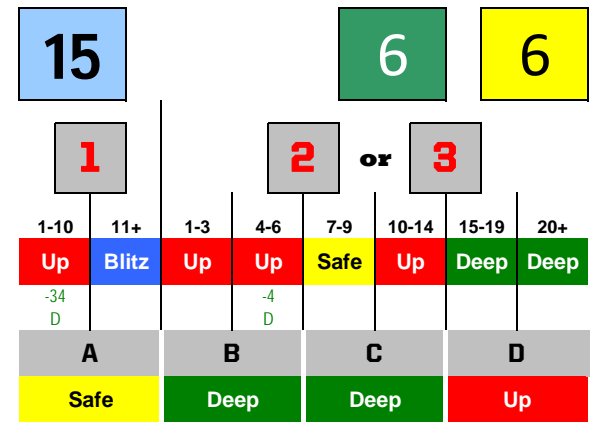 15 6 6
1 2 or 3
1-10 11+ 1-3 4-6 7-9 10-14 15-19 20+
Up Blitz Up Up Safe Up Deep Deep
-34 -4
D D
A B C D
Safe Deep Deep Up